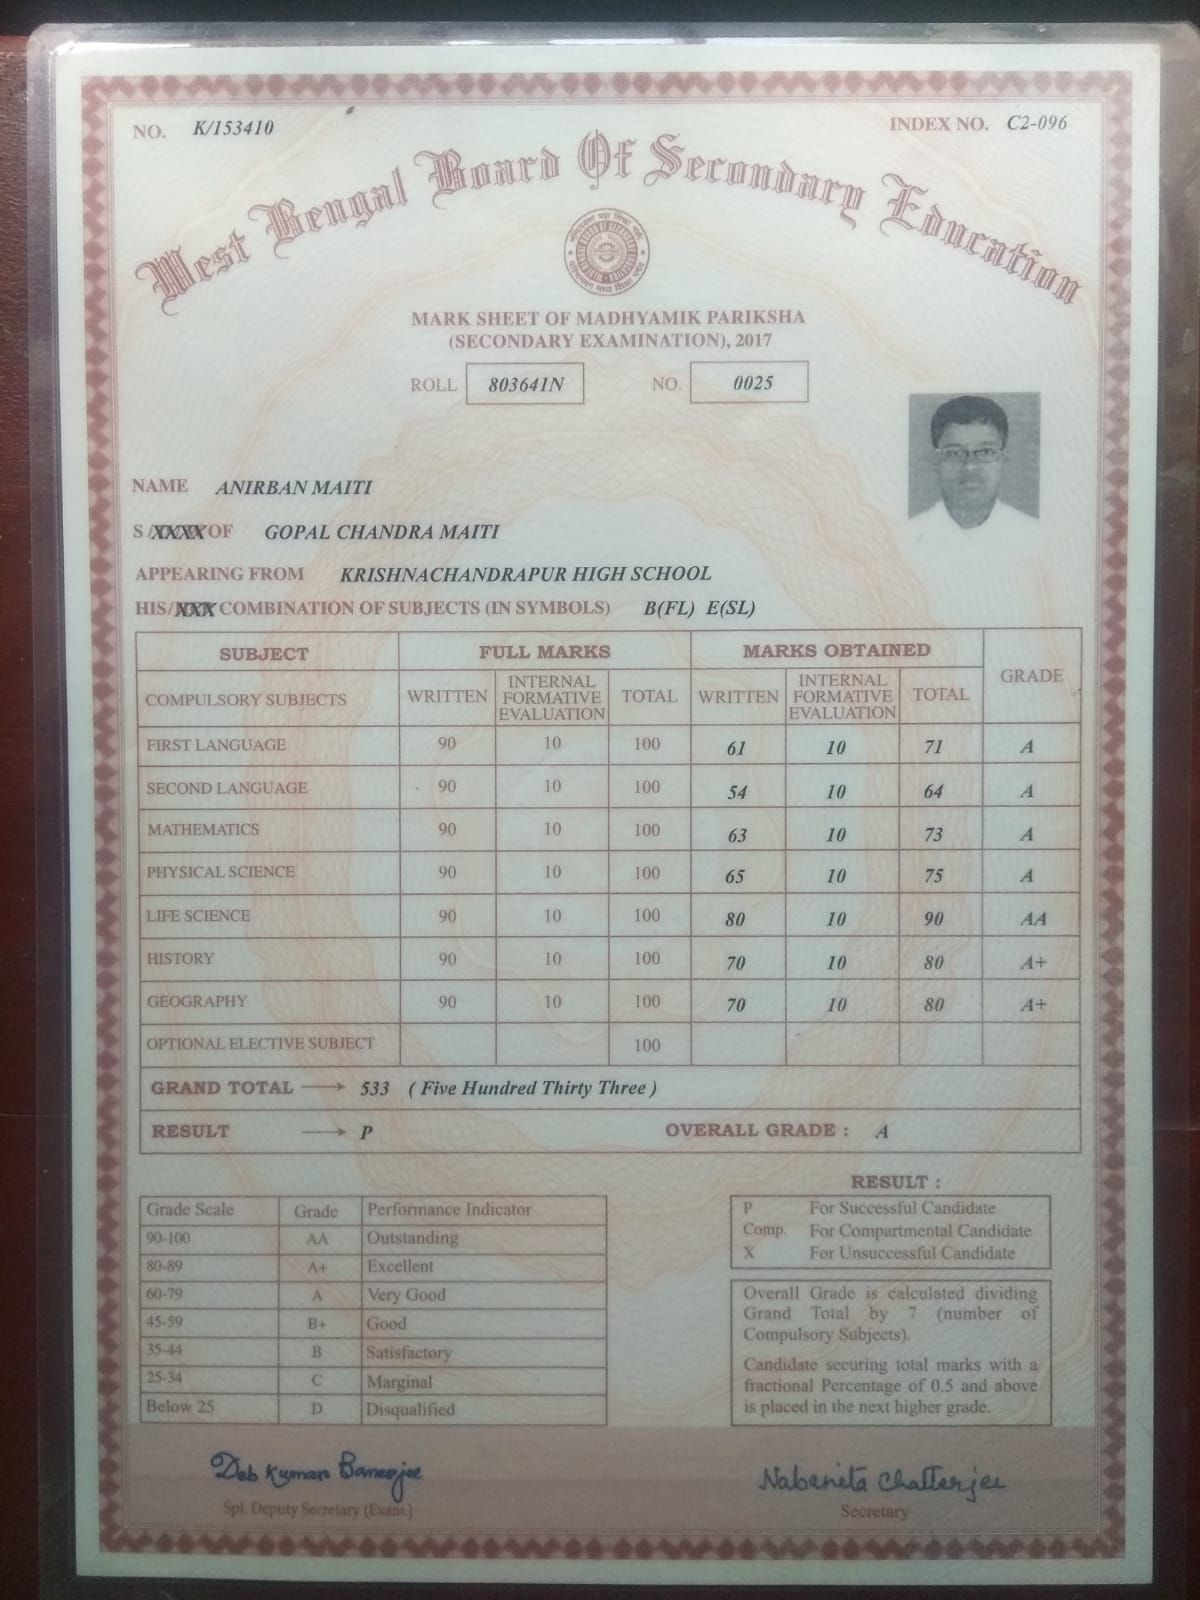 NO. K/153410 INDEX NO. C2-096
West Bengal Board Of Secondary Education
MARK SHEET OF MADHYAMIK PARIKSHA
(SECONDARY EXAMINATION), 2017
ROLL 803641N NO. 0025
NAME ANIRBAN MAITI
S/XXXX OF GOPAL CHANDRA MAITI
APPEARING FROM KRISHNACHANDRAPUR HIGH SCHOOL
HIS/XXX COMBINATION OF SUBJECTS (IN SYMBOLS) B(FL) E(SL)
SUBJECT FULL MARKS MARKS OBTAINED GRADE
COMPULSORY SUBJECTS WRITTEN INTERNAL FORMATIVE EVALUATION TOTAL WRITTEN INTERNAL FORMATIVE EVALUATION TOTAL
FIRST LANGUAGE 90 10 100 61 10 71 A
SECOND LANGUAGE 90 10 100 54 10 64 A
MATHEMATICS 90 10 100 63 10 73 A
PHYSICAL SCIENCE 90 10 100 65 10 75 A
LIFE SCIENCE 90 10 100 80 10 90 AA
HISTORY 90 10 100 70 10 80 A+
GEOGRAPHY 90 10 100 70 10 80 A+
OPTIONAL ELECTIVE SUBJECT 100
GRAND TOTAL → 533 (Five Hundred Thirty Three)
RESULT → P OVERALL GRADE : A
Grade Scale Grade Performance Indicator
90-100 AA Outstanding
80-89 A+ Excellent
60-79 A Very Good
45-59 B+ Good
35-44 B Satisfactory
25-34 C Marginal
Below 25 D Disqualified
RESULT :
P For Successful Candidate
Comp. For Compartmental Candidate
X For Unsuccessful Candidate
Overall Grade is calculated dividing
Grand Total by 7 (number of
Compulsory Subjects).
Candidate securing total marks with a
fractional Percentage of 0.5 and above
is placed in the next higher grade.
Deb Kumar Banerjee
Spl. Deputy Secretary (Exam.)
Nabanita Chatterjee
Secretary